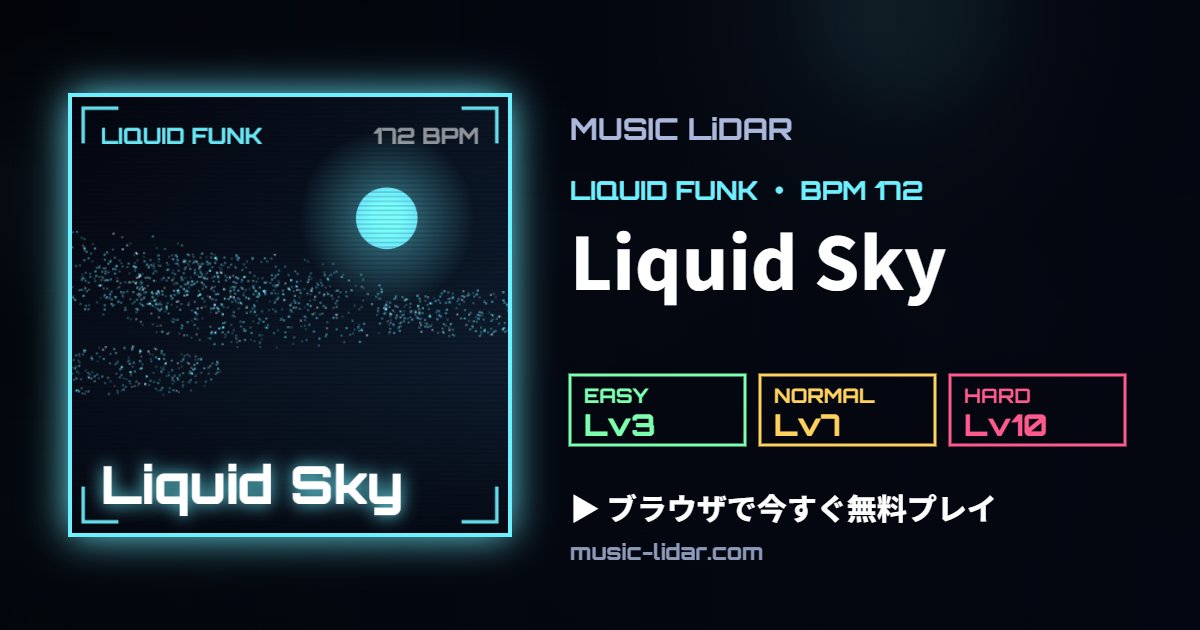 LIQUID FUNK
172 BPM
Liquid Sky
MUSIC LiDAR
LIQUID FUNK • BPM 172
Liquid Sky
EASY
Lv3
NORMAL
Lv7
HARD
Lv10
▶ ブラウザで今すぐ無料プレイ
music-lidar.com